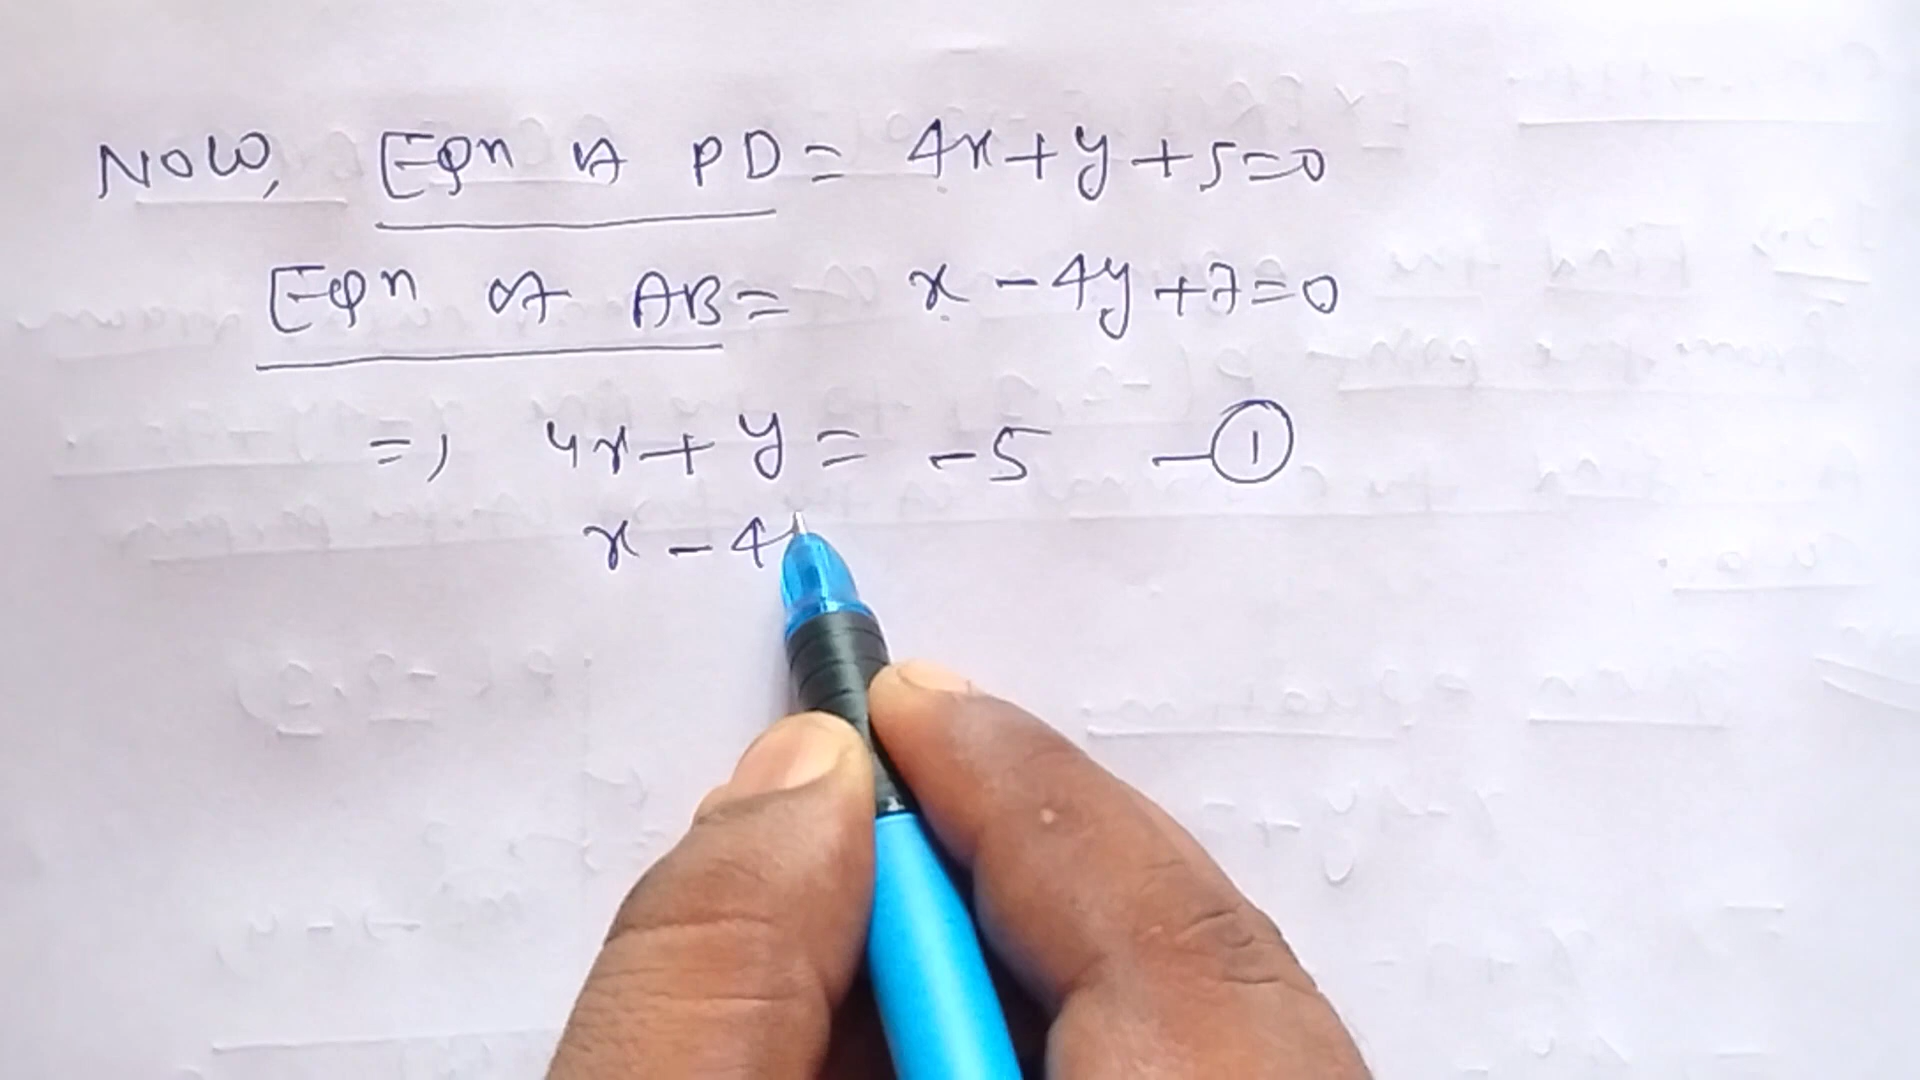 Now, Eqn of PD = 4x + y + 5 = 0
Eqn of AB = x - 4y + 7 = 0
=, 4x + y = -5 - ①
x - 4